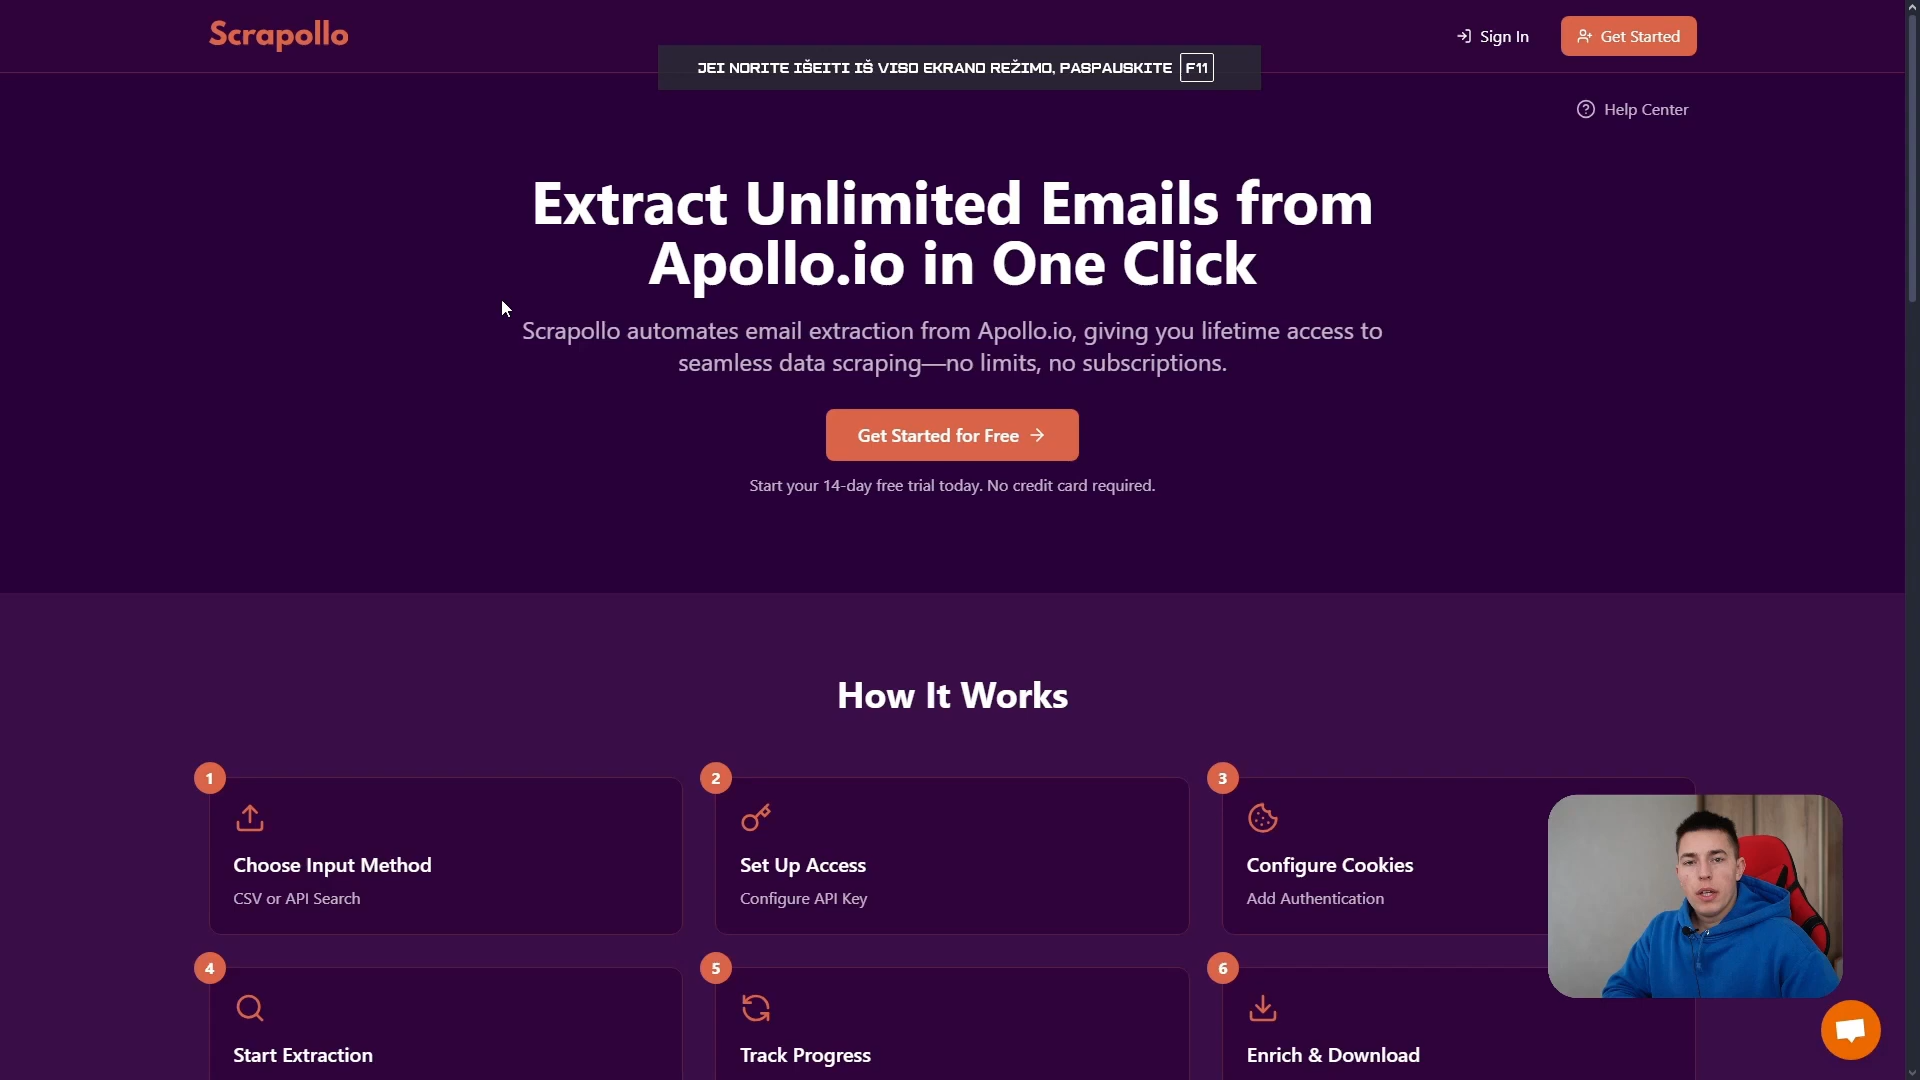 Scrapollo
Sign In
Get Started
JEI NORITE IŠEITI IŠ VISO EKRANO REŽIMO, PASPAUSKITE F11
Help Center
Extract Unlimited Emails from
Apollo.io in One Click
Scrapollo automates email extraction from Apollo.io, giving you lifetime access to
seamless data scraping—no limits, no subscriptions.
Get Started for Free
Start your 14-day free trial today. No credit card required.
How It Works
1
Choose Input Method
CSV or API Search
2
Set Up Access
Configure API Key
3
Configure Cookies
Add Authentication
4
Start Extraction
5
Track Progress
6
Enrich & Download